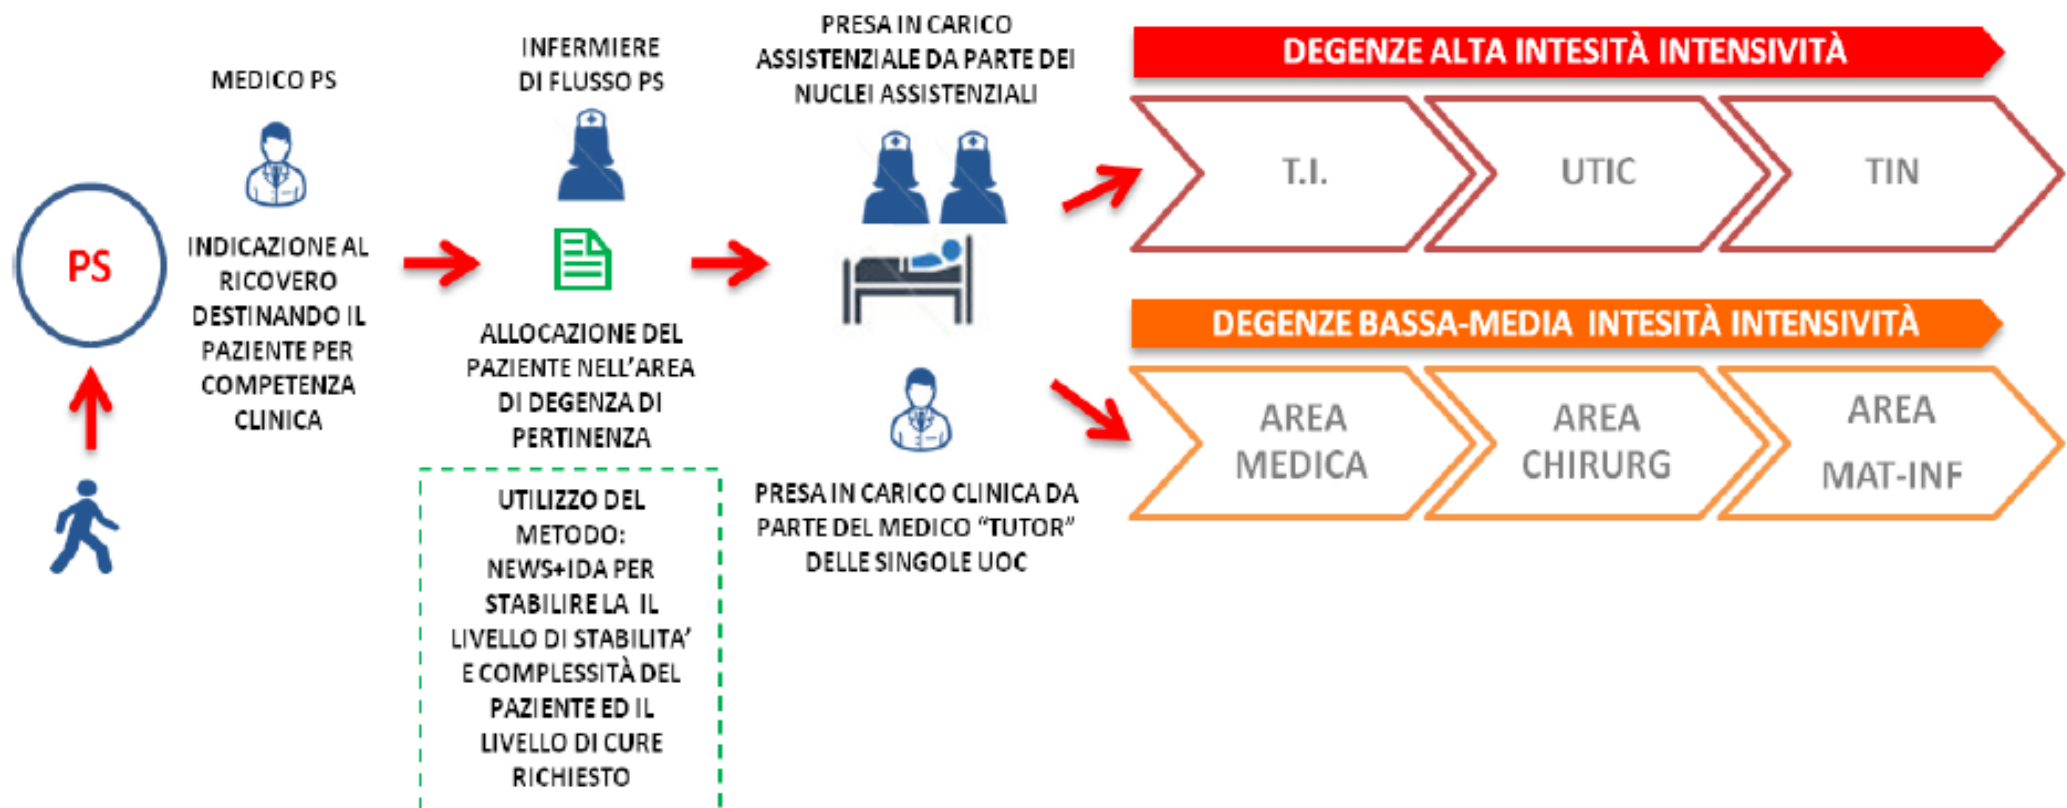 PS
MEDICO PS
INDICAZIONE AL
RICOVERO
DESTINANDO IL
PAZIENTE PER
COMPETENZA
CLINICA
INFERMIERE
DI FLUSSO PS
ALLOCAZIONE DEL
PAZIENTE NELL'AREA
DI DEGENZA DI
PERTINENZA
UTILIZZO DEL
METODO:
NEWS+IDA PER
STABILIRE LA IL
LIVELLO DI STABILITA'
E COMPLESSITÀ DEL
PAZIENTE ED IL
LIVELLO DI CURE
RICHIESTO
PRESA IN CARICO
ASSISTENZIALE DA PARTE DEI
NUCLEI ASSISTENZIALI
PRESA IN CARICO CLINICA DA
PARTE DEL MEDICO "TUTOR"
DELLE SINGOLE UOC
DEGENZE ALTA INTESITÀ INTENSIVITÀ
T.I.
UTIC
TIN
DEGENZE BASSA-MEDIA INTESITÀ INTENSIVITÀ
AREA
MEDICA
AREA
CHIRURG
AREA
MAT-INF